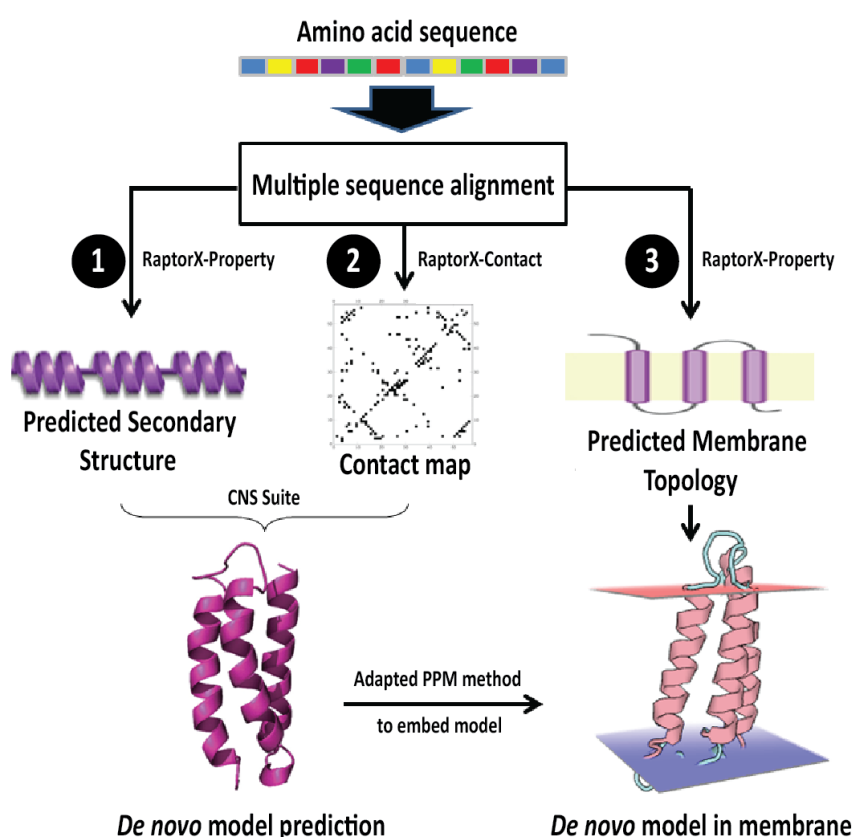 Amino acid sequence
Multiple sequence alignment
1
RaptorX-Property
2
RaptorX-Contact
3
RaptorX-Property
Predicted Secondary
Structure
Contact map
Predicted Membrane
Topology
CNS Suite
Adapted PPM method
to embed model
De novo model prediction
De novo model in membrane